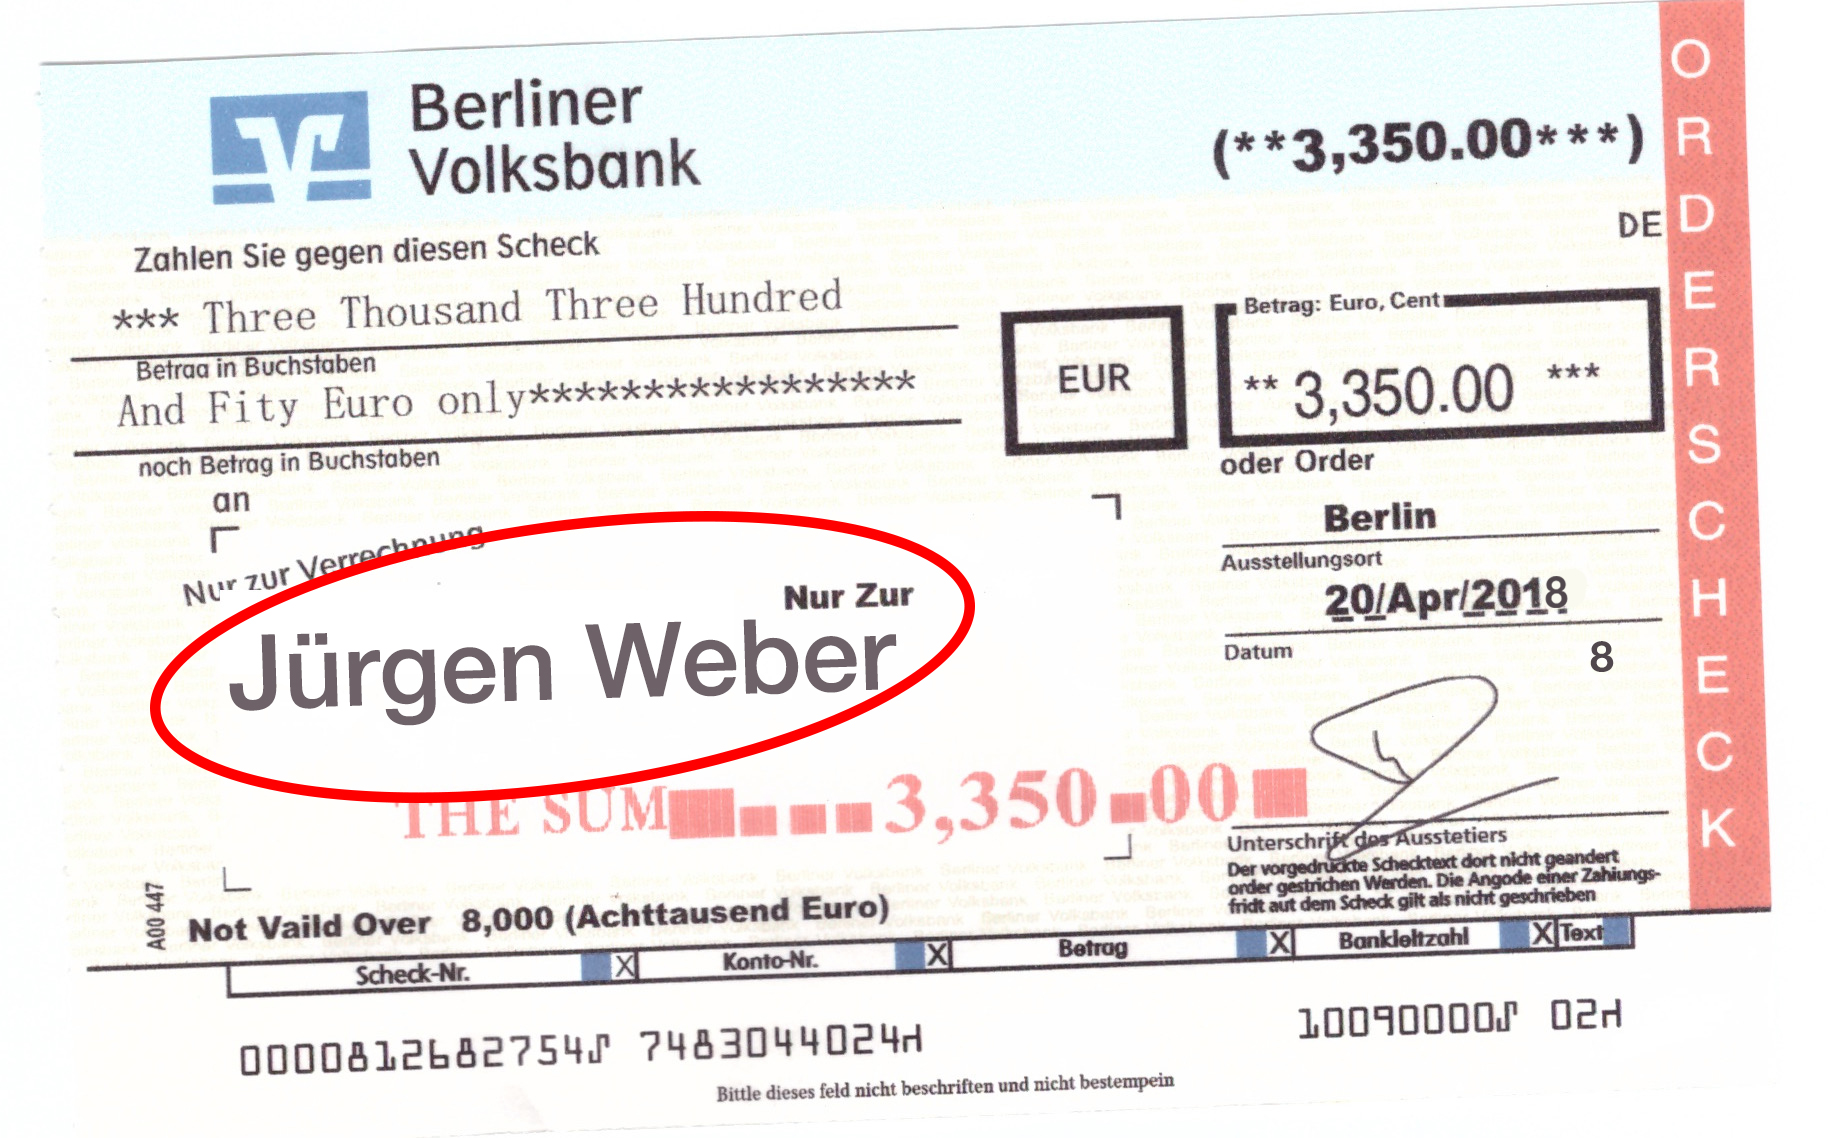 Berliner
Volksbank
(**3,350.00***)
DE
Zahlen Sie gegen diesen Scheck
*** Three Thousand Three Hundred
Betrag in Buchstaben
And Fity Euro only*****************
noch Betrag in Buchstaben
EUR
Betrag: Euro, Cent
** 3,350.00 ***
oder Order
an
Nur zur Verrechnung
Nur Zur
Jürgen Weber
Berlin
Ausstellungsort
20/Apr/2018
Datum
8
THE SUM 3,350.00
Unterschrift des Ausstetiers
Der vorgedruckte Schecktext dort nicht geandert
order gestrichen Werden. Die Angode einer Zahiungs-
fridt aut dem Scheck gilt als nicht geschrieben
A00 447
Not Vaild Over 8,000 (Achttausend Euro)
Scheck-Nr. X Konto-Nr. X Betrag X Bankleitzahl X Text
0000812682754⑀ 7483044024⑁ 10090000⑀ 02⑁
Bittle dieses feld nicht beschriften und nicht bestempein
ORDERSCHECK